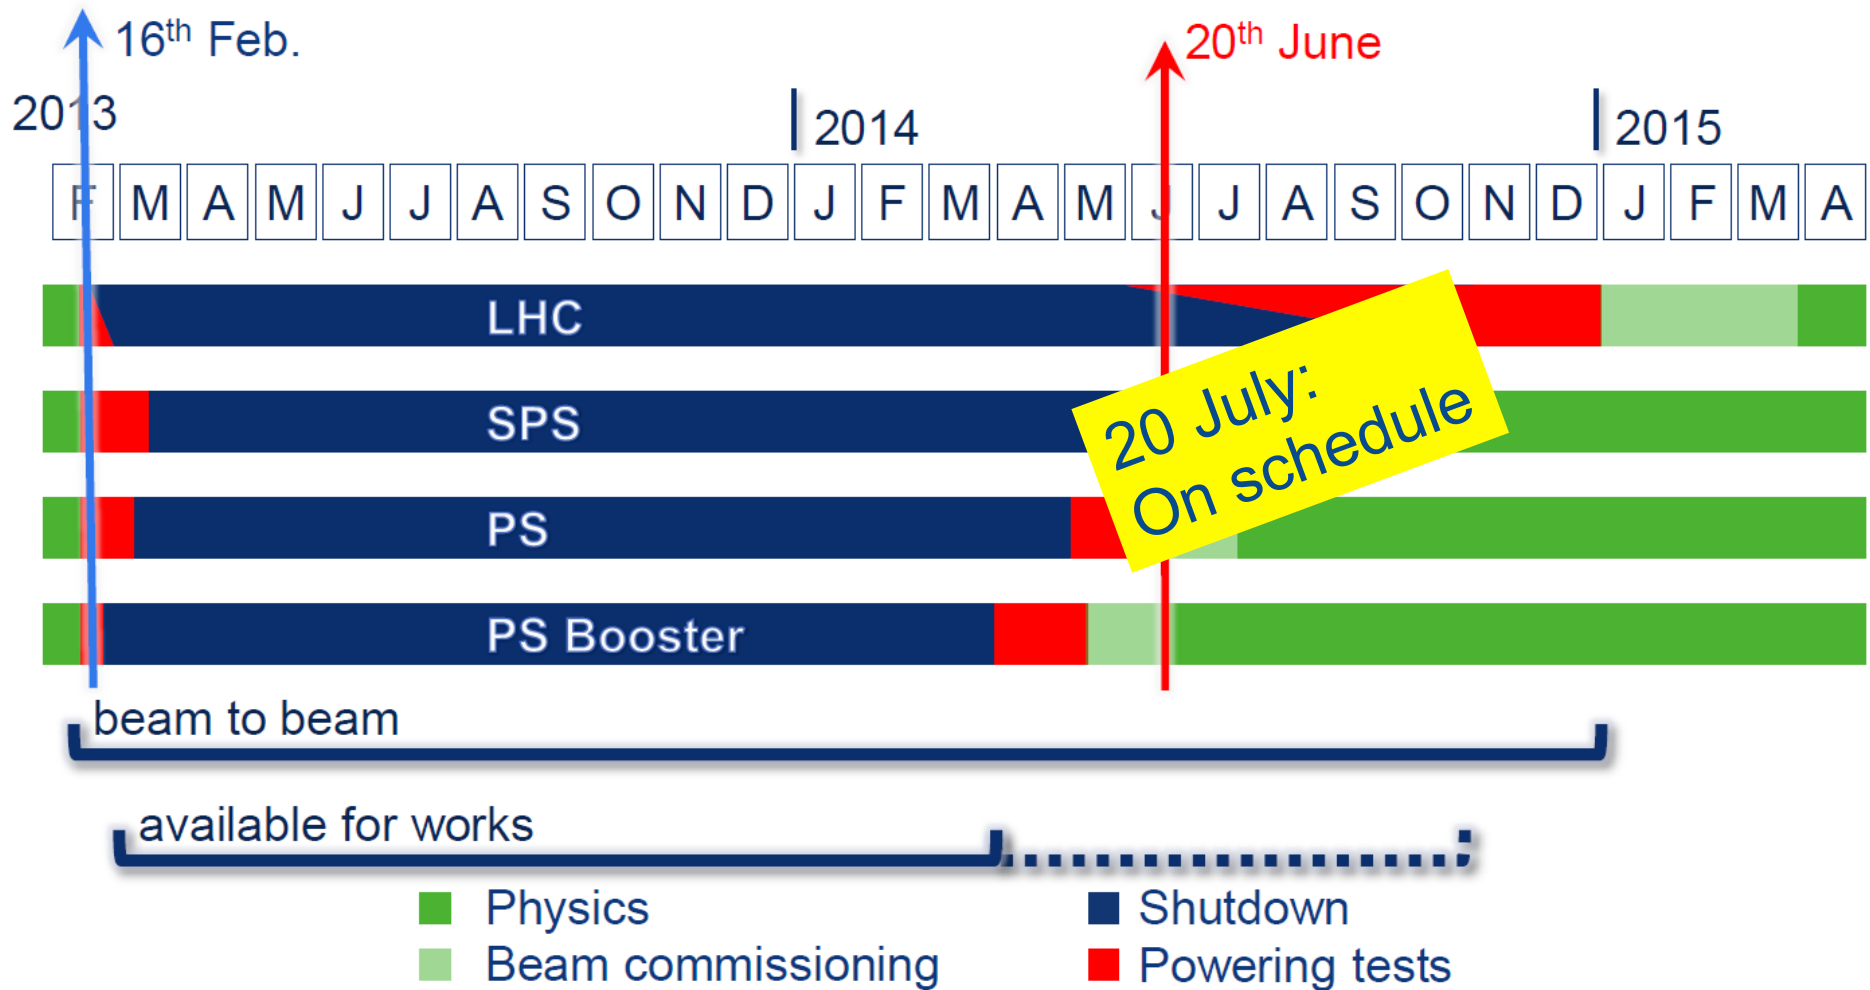 16th Feb.
20th June
2013
2014
2015
F M A M J J A S O N D J F M A M J J A S O N D J F M A
LHC
SPS
20 July:
On schedule
PS
PS Booster
beam to beam
available for works
Physics
Shutdown
Beam commissioning
Powering tests